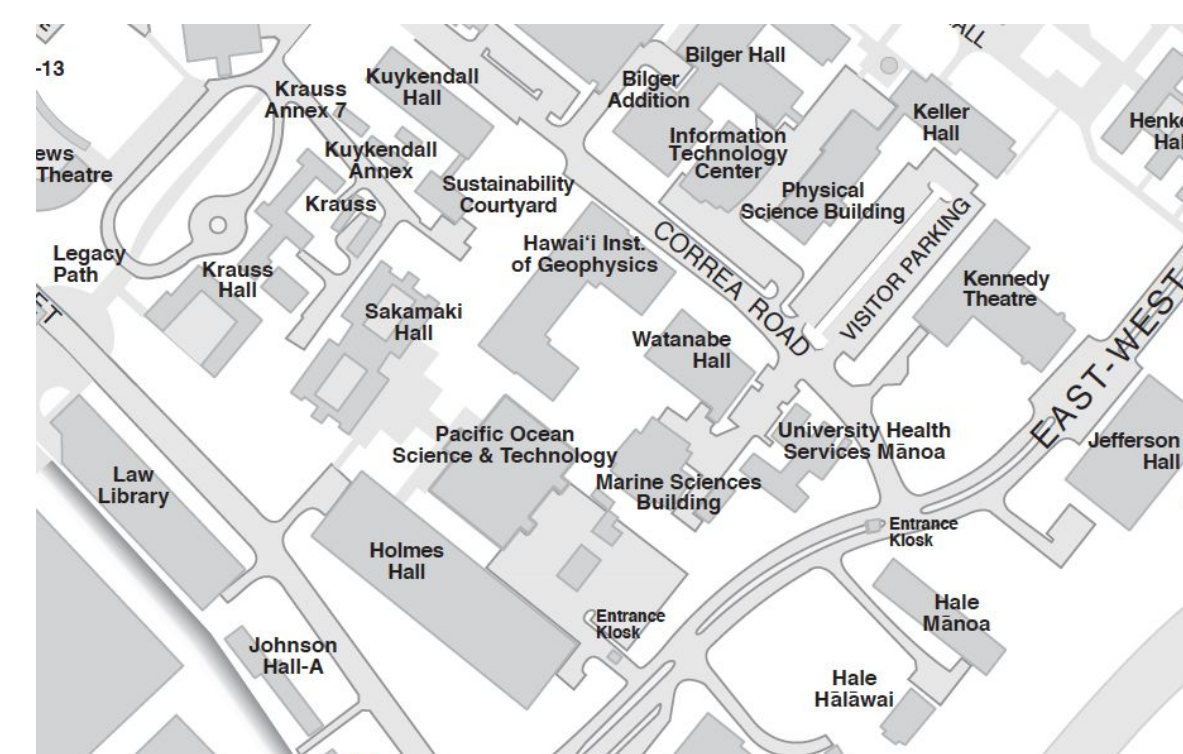 -13
Krauss
Annex 7
Kuykendall
Hall
Bilger Hall
Bilger
Addition
Keller
Hall
Kuykendall
Annex
Information
Technology
Center
ews
Theatre
Sustainability
Courtyard
Krauss
Physical
Science Building
VISITOR PARKING
Legacy
Path
Krauss
Hall
Hawai‘i Inst.
of Geophysics
CORREA ROAD
Kennedy
Theatre
Sakamaki
Hall
Watanabe
Hall
EAST-WEST
Pacific Ocean
Science & Technology
University Health
Services Mānoa
Jefferson
Hall
Law
Library
Marine Sciences
Building
Entrance
Kiosk
Holmes
Hall
Entrance
Kiosk
Hale
Mānoa
Johnson
Hall-A
Hale
Hālāwai